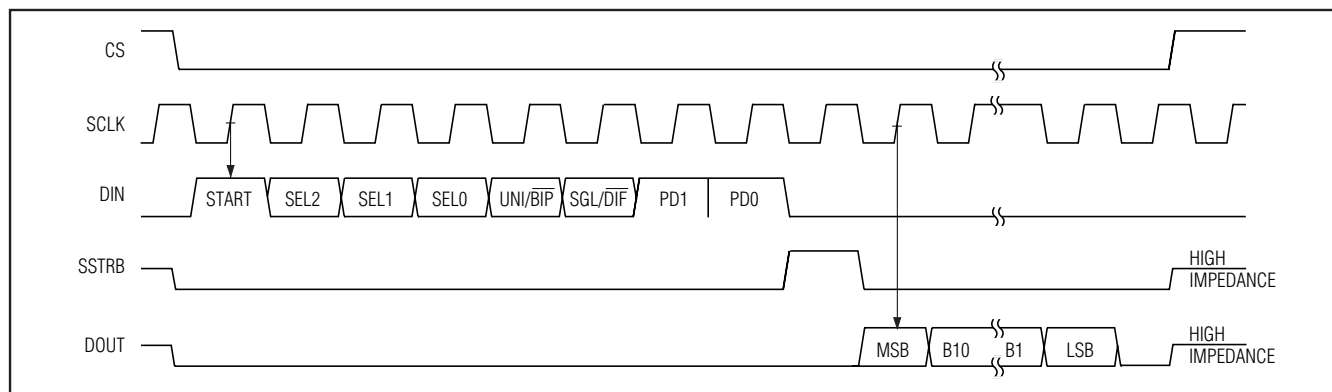 CS
SCLK
DIN
START SEL2 SEL1 SEL0 UNI/BIP SGL/DIF PD1 PD0
SSTRB
HIGH
IMPEDANCE
DOUT
MSB B10 B1 LSB
HIGH
IMPEDANCE